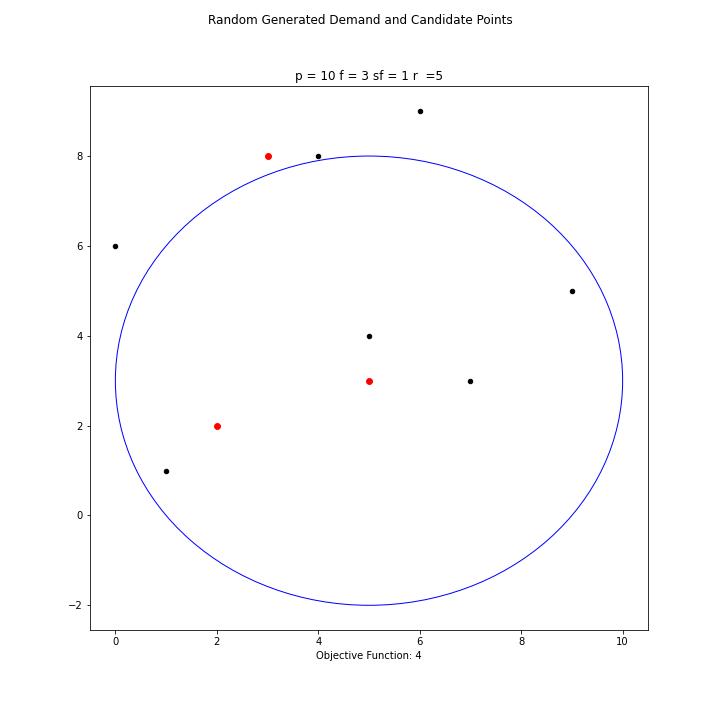 Random Generated Demand and Candidate Points
p = 10 f = 3 sf = 1 r  =5
8
6
4
2
0
−2
0 2 4 6 8 10
Objective Function: 4